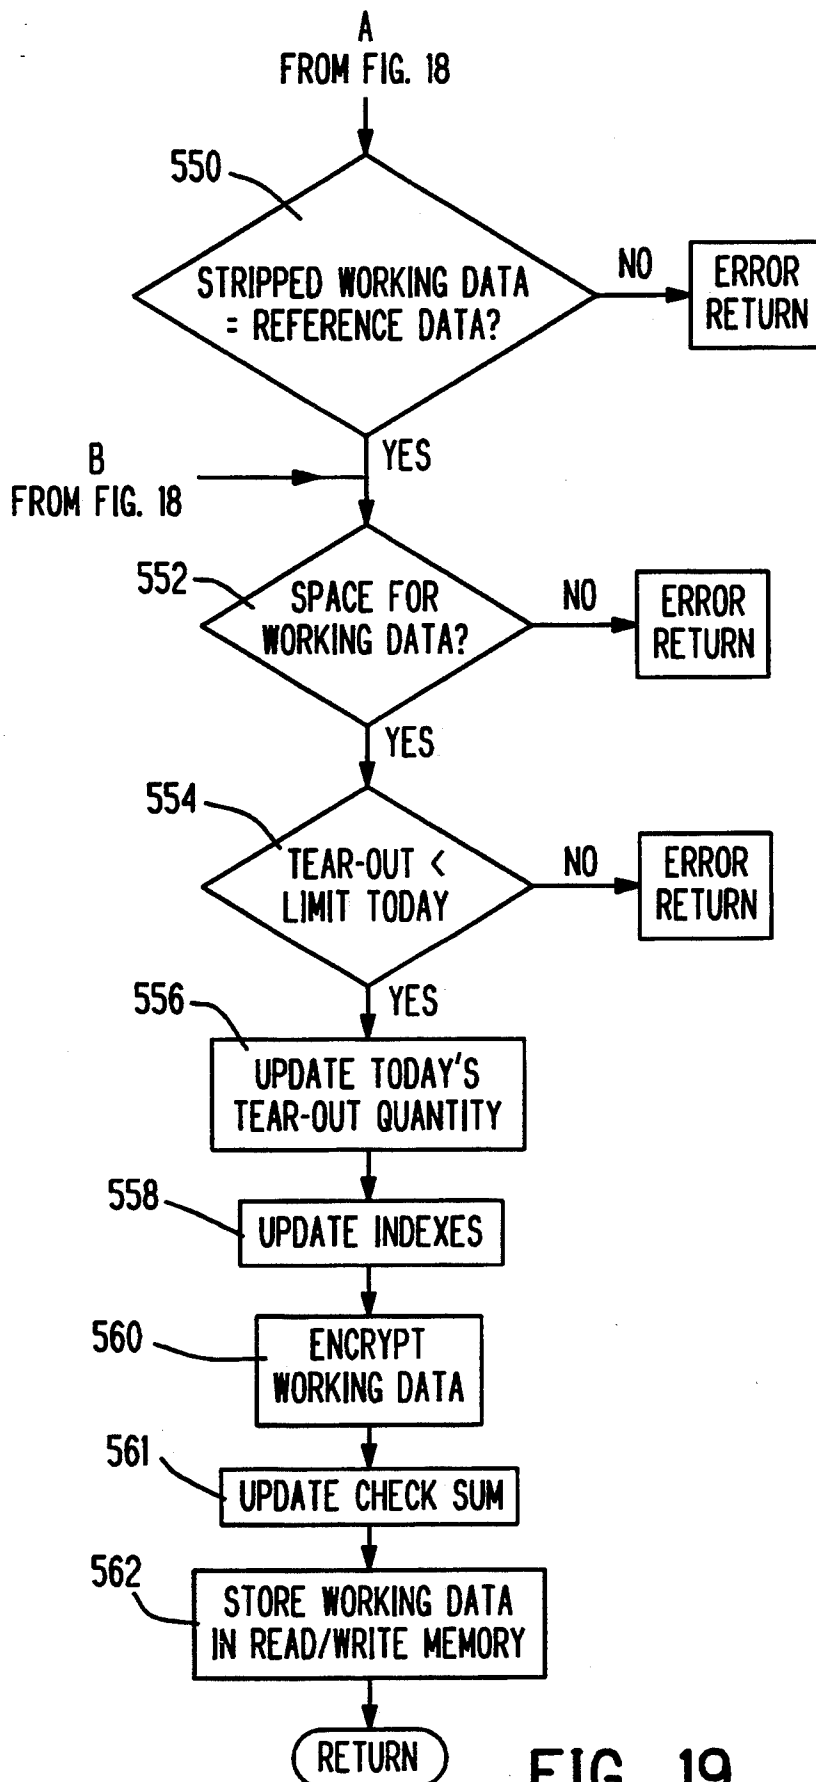 A
FROM FIG. 18
550
STRIPPED WORKING DATA
= REFERENCE DATA?
NO
ERROR
RETURN
YES
B
FROM FIG. 18
552
SPACE FOR
WORKING DATA?
NO
ERROR
RETURN
YES
554
TEAR-OUT <
LIMIT TODAY
NO
ERROR
RETURN
YES
556
UPDATE TODAY'S
TEAR-OUT QUANTITY
558
UPDATE INDEXES
560
ENCRYPT
WORKING DATA
561
UPDATE CHECK SUM
562
STORE WORKING DATA
IN READ/WRITE MEMORY
RETURN
FIG. 19